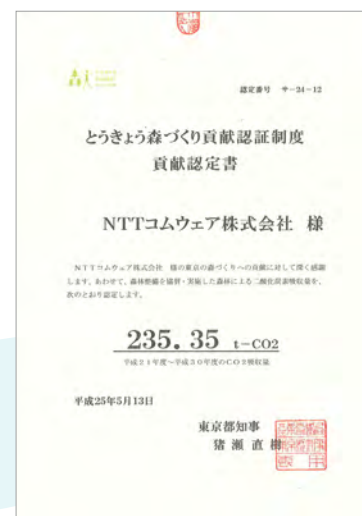 認定番号 サー24-12
とうきょう森づくり貢献認証制度
貢献認定書
NTTコムウェア株式会社 様
NTTコムウェア株式会社 様の東京の森づくりへの貢献に対して深く感謝
します。あわせて、森林整備を協賛・実施した森林による二酸化炭素吸収量を、
次のとおり認定します。
235.35 t-CO2
平成21年度~平成30年度のCO2吸収量
平成25年5月13日
東京都知事
猪瀬直樹